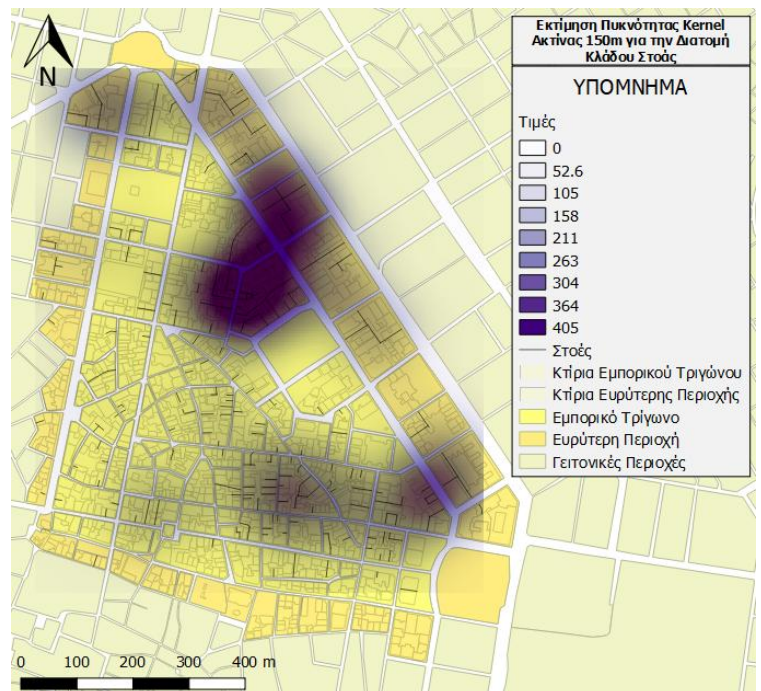 Εκτίμηση Πυκνότητας Kernel
Ακτίνας 150m για την Διατομή
Κλάδου Στοάς
ΥΠΟΜΝΗΜΑ
Τιμές
0
52.6
105
158
211
263
304
364
405
Στοές
Κτίρια Εμπορικού Τριγώνου
Κτίρια Ευρύτερης Περιοχής
Εμπορικό Τρίγωνο
Ευρύτερη Περιοχή
Γειτονικές Περιοχές
N
0 100 200 300 400 m